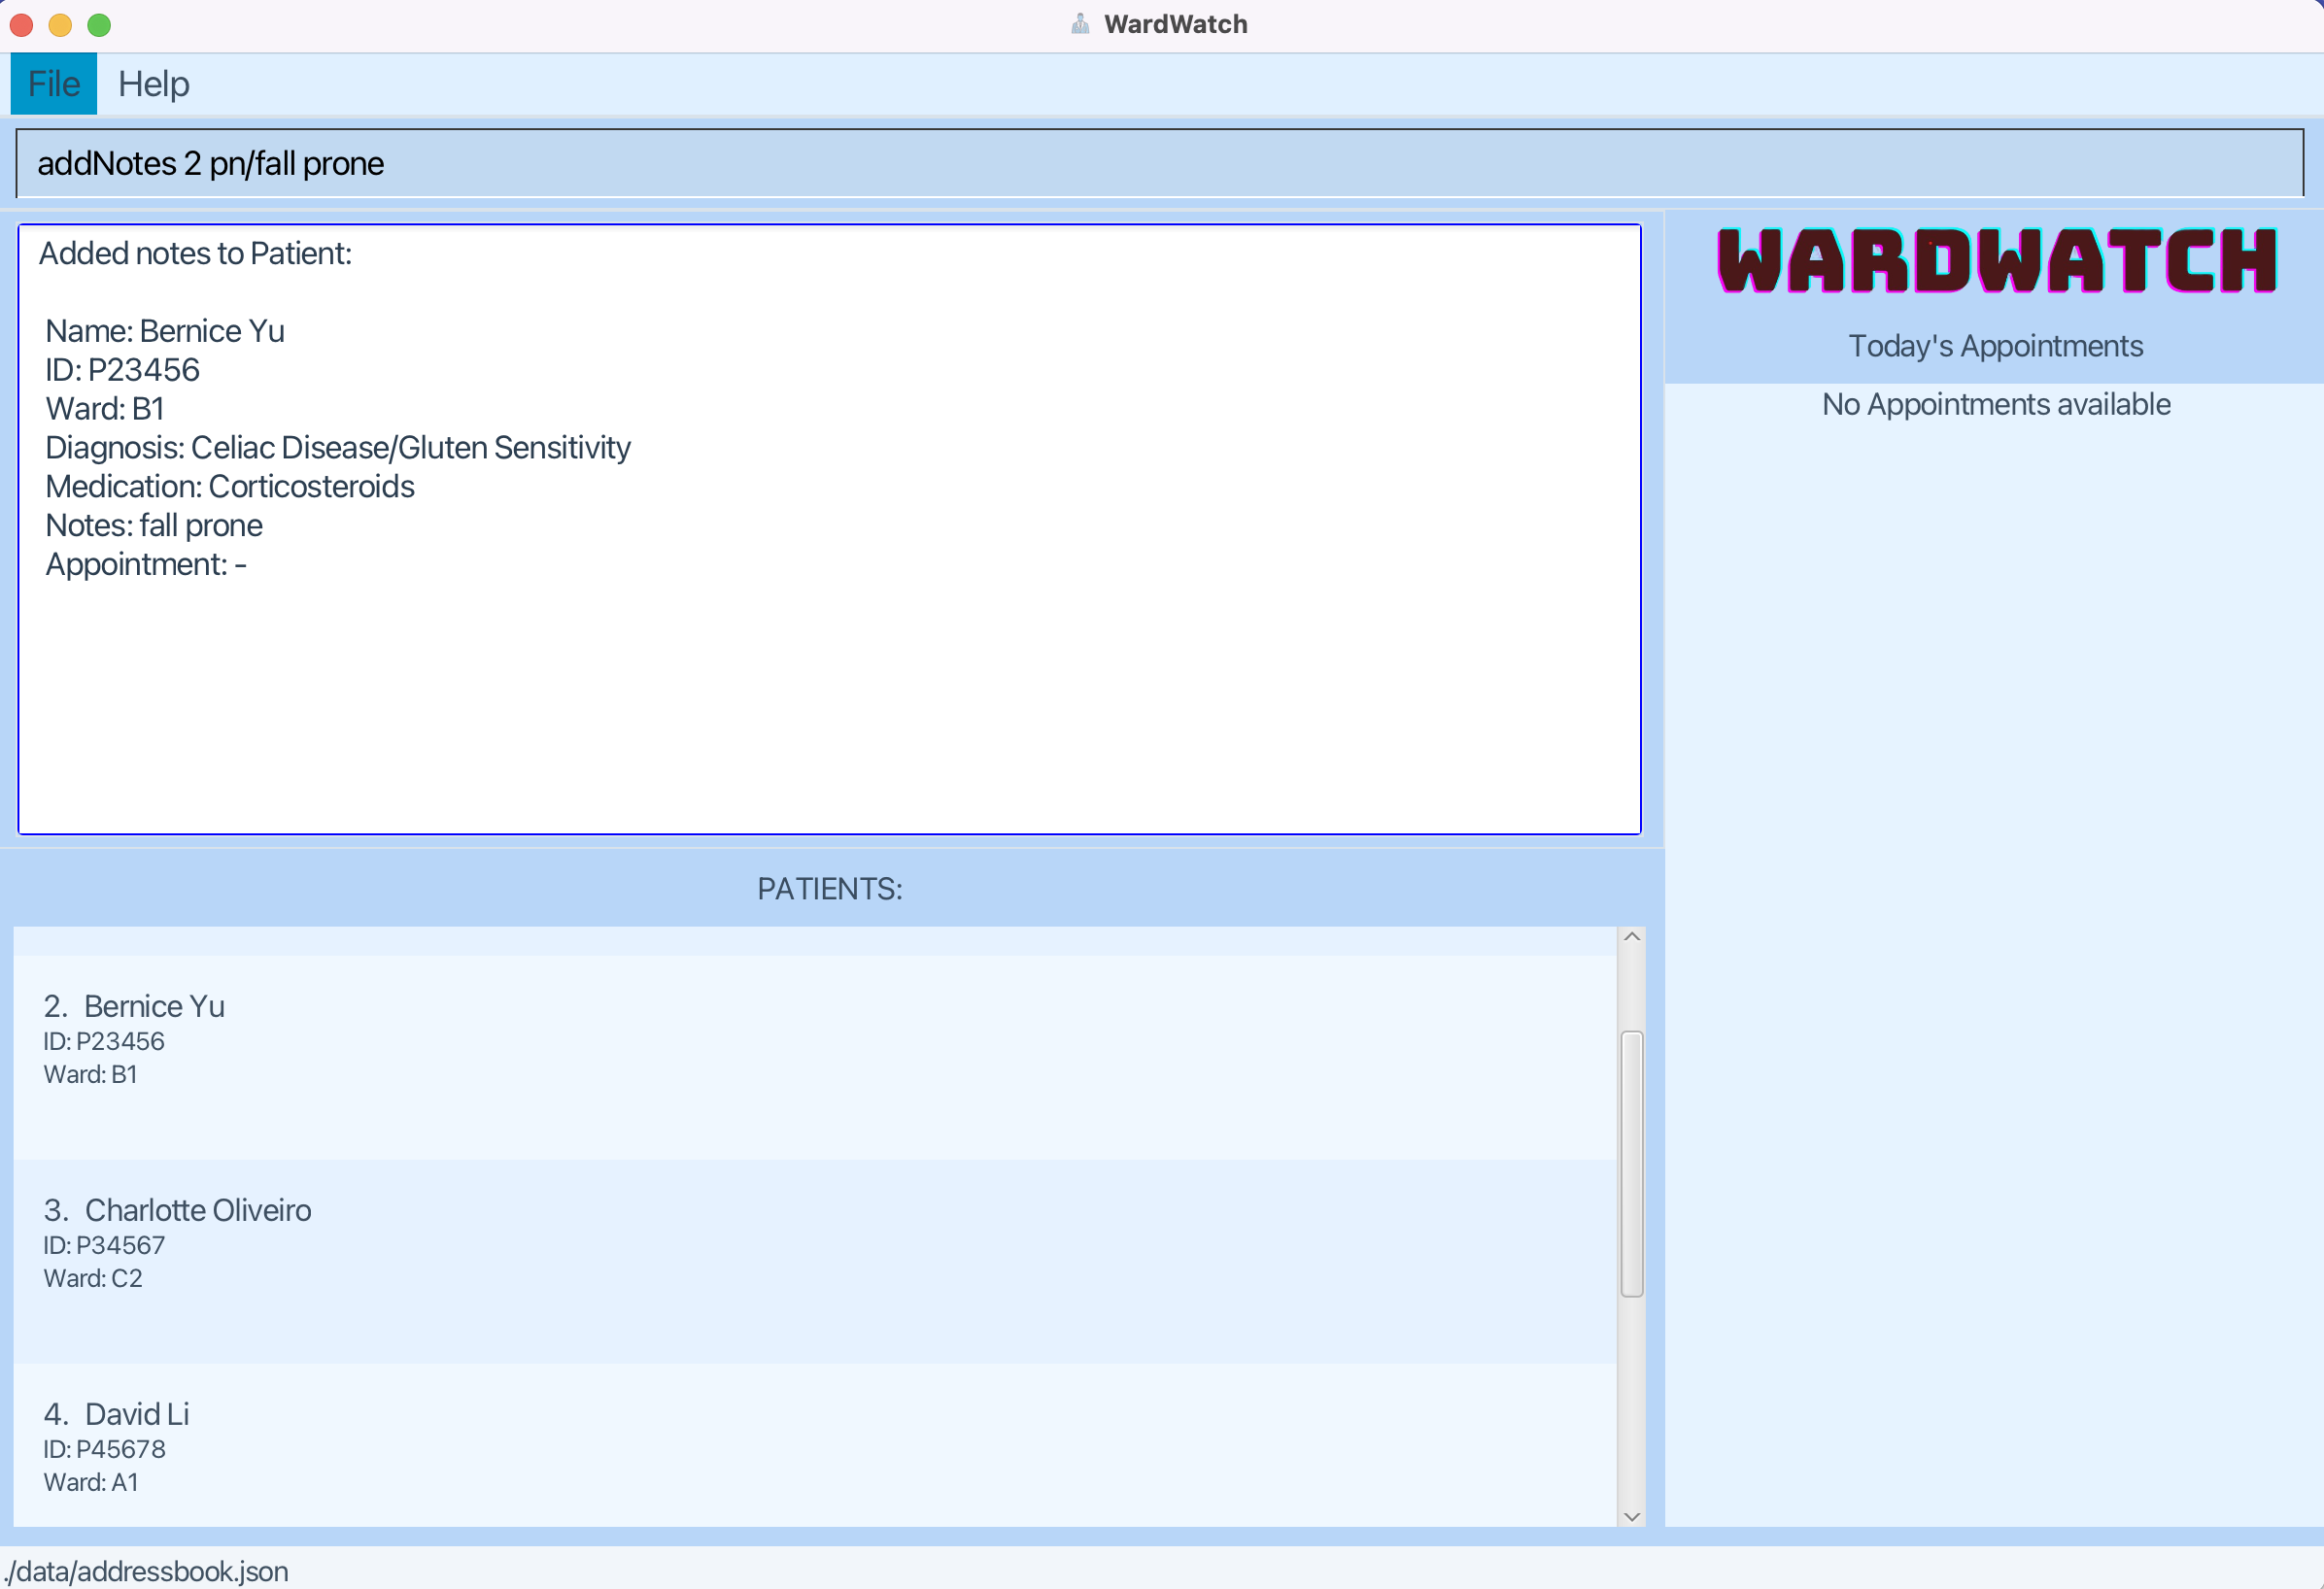 WardWatch
File Help
addNotes 2 pn/fall prone
Added notes to Patient:
Name: Bernice Yu
ID: P23456
Ward: B1
Diagnosis: Celiac Disease/Gluten Sensitivity
Medication: Corticosteroids
Notes: fall prone
Appointment: -
WARDWATCH
Today's Appointments
No Appointments available
PATIENTS:
2. Bernice Yu
ID: P23456
Ward: B1
3. Charlotte Oliveiro
ID: P34567
Ward: C2
4. David Li
ID: P45678
Ward: A1
./data/addressbook.json